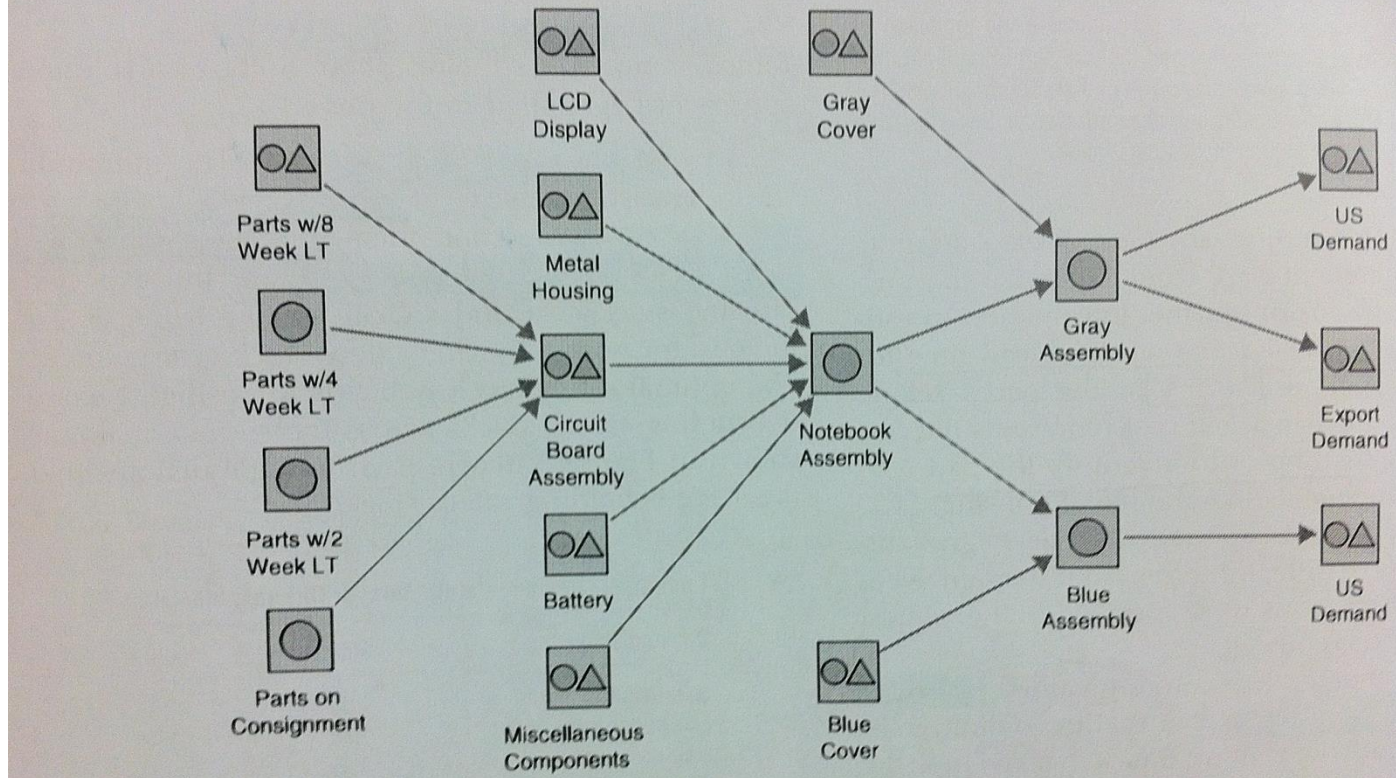 LCD
Display
Gray
Cover
Parts w/8
Week LT
US
Demand
Metal
Housing
Gray
Assembly
Parts w/4
Week LT
Circuit
Board
Assembly
Notebook
Assembly
Export
Demand
Parts w/2
Week LT
Battery
Blue
Assembly
US
Demand
Parts on
Consignment
Miscellaneous
Components
Blue
Cover